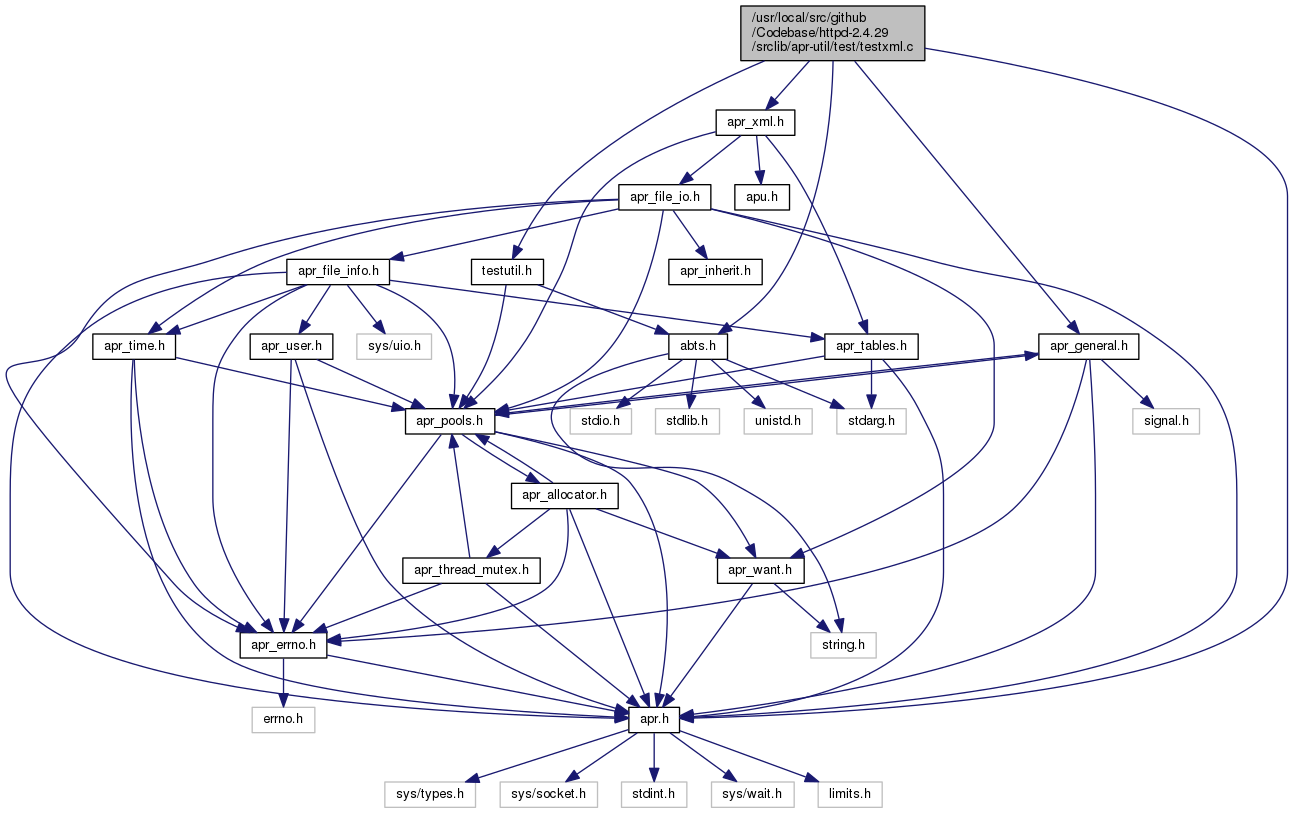 /usr/local/src/github
/Codebase/httpd-2.4.29
/srclib/apr-util/test/testxml.c
apr_xml.h
apr_file_io.h
apu.h
apr_file_info.h
testutil.h
apr_inherit.h
apr_time.h
apr_user.h
sys/uio.h
abts.h
apr_tables.h
apr_general.h
apr_pools.h
stdio.h
stdlib.h
unistd.h
stdarg.h
signal.h
apr_allocator.h
apr_thread_mutex.h
apr_want.h
apr_errno.h
string.h
errno.h
apr.h
sys/types.h
sys/socket.h
stdint.h
sys/wait.h
limits.h